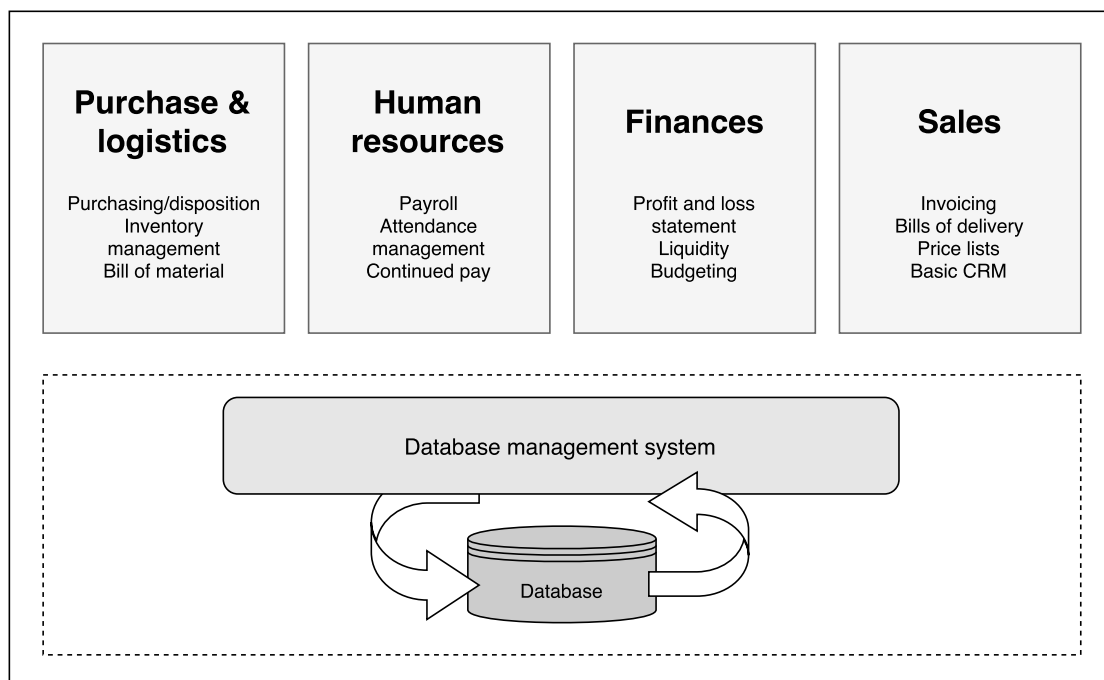 Purchase &
logistics
Purchasing/disposition
Inventory
management
Bill of material
Human
resources
Payroll
Attendance
management
Continued pay
Finances
Profit and loss
statement
Liquidity
Budgeting
Sales
Invoicing
Bills of delivery
Price lists
Basic CRM
Database management system
Database